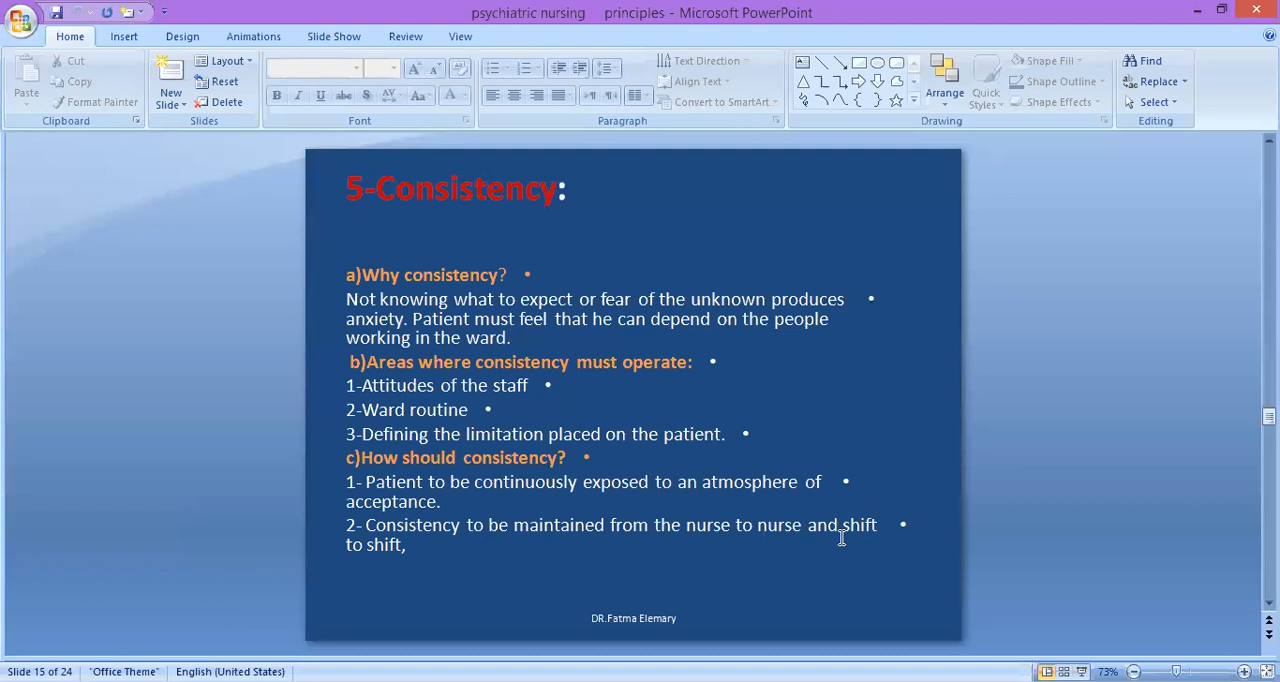 psychiatric nursing principles - Microsoft PowerPoint
Home Insert Design Animations Slide Show Review View
Paste
Cut
Copy
Format Painter
Clipboard
New Slide
Layout
Reset
Delete
Slides
B I U abe S AV Aa A
Font
Paragraph
Text Direction
Align Text
Convert to SmartArt
Arrange
Quick Styles
Shape Fill
Shape Outline
Shape Effects
Drawing
Find
Replace
Select
Editing
5-Consistency:
a)Why consistency? •
Not knowing what to expect or fear of the unknown produces •
anxiety. Patient must feel that he can depend on the people
working in the ward.
b)Areas where consistency must operate: •
1-Attitudes of the staff •
2-Ward routine •
3-Defining the limitation placed on the patient. •
c)How should consistency? •
1- Patient to be continuously exposed to an atmosphere of •
acceptance.
2- Consistency to be maintained from the nurse to nurse and shift •
to shift,
DR.Fatma Elemary
Slide 15 of 24 "Office Theme" English (United States) 73%